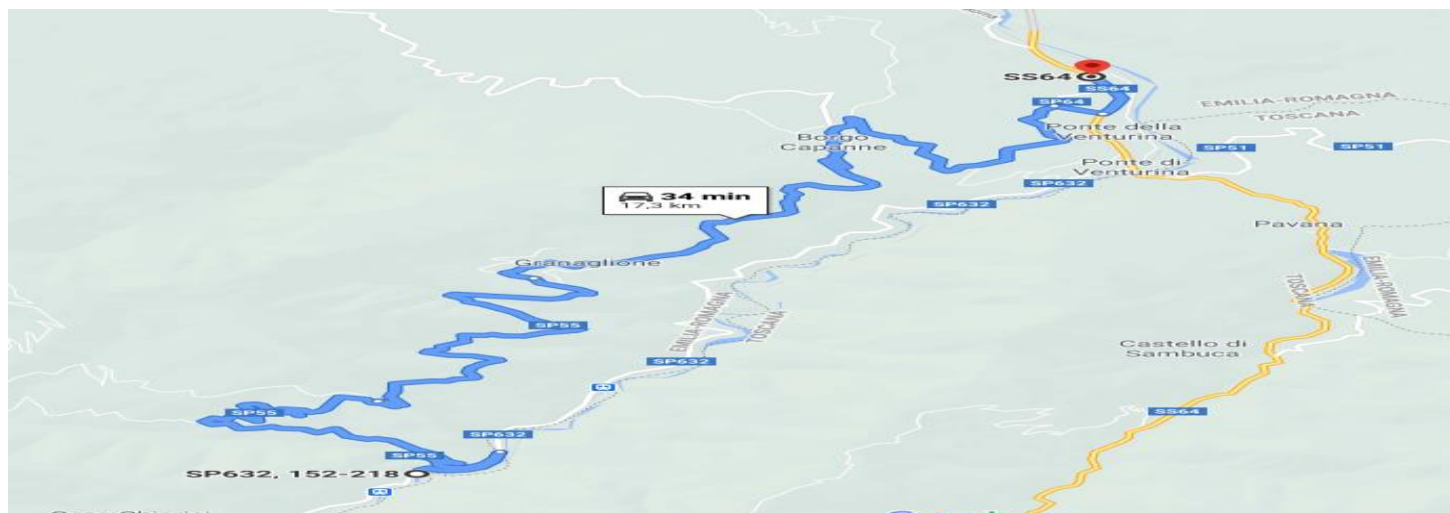 SS64
SS64
SP64
EMILIA-ROMAGNA
TOSCANA
Ponte della
Venturina
Borgo
Capanne
SP51
SP51
Ponte di
Venturina
SP632
34 min
17,3 km
SP632
Pavana
Granaglione
EMILIA-ROMAGNA
TOSCANA
TOSCANA
EMILIA-ROMAGNA
SP55
Castello di
Sambuca
SP632
SP55
SS64
SP632
SP55
SP632, 152-218